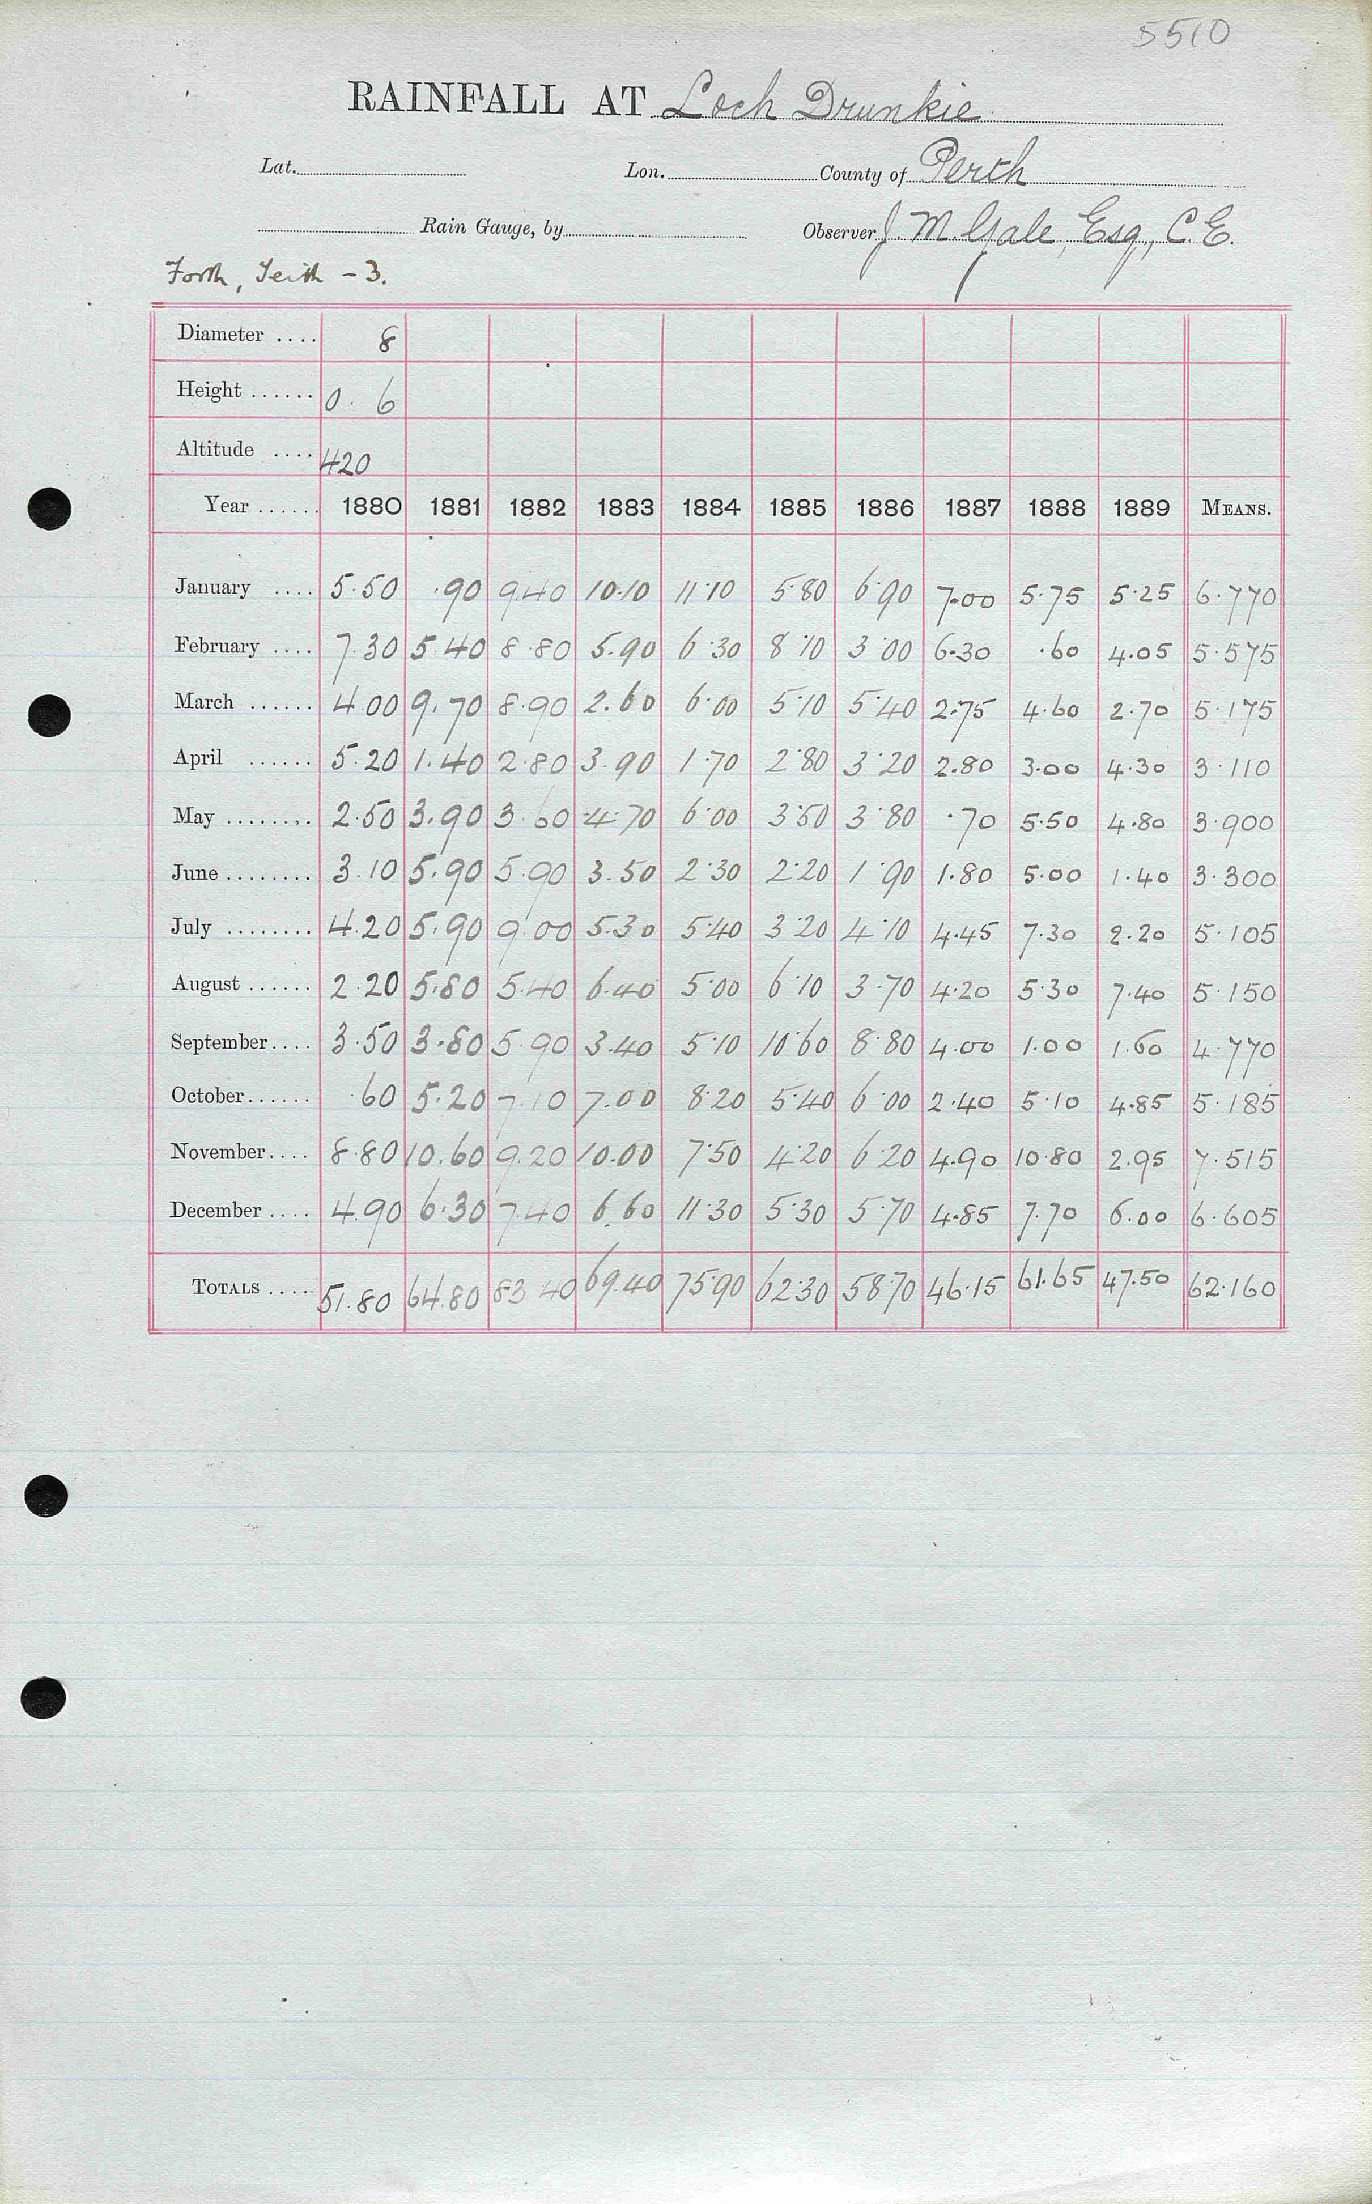 5510
RAINFALL AT Loch Drunkie
Lat. Lon. County of Perth
Rain Gauge, by Observer J. M. Gale, Esq., C.E.
Forth, Teith - 3.
Diameter .... 8
Height ...... 0. 6
Altitude .... 420
Year ...... 1880 1881 1882 1883 1884 1885 1886 1887 1888 1889 MEANS.
January .... 5.50 .90 9.40 10.10 11.10 5.80 6.90 7.00 5.75 5.25 6.770
February .... 7.30 5.40 8.80 5.90 6.30 8.10 3.00 6.30 .60 4.05 5.575
March ...... 4.00 9.70 8.90 2.60 6.00 5.10 5.40 2.75 4.60 2.70 5.175
April ...... 5.20 1.40 2.80 3.90 1.70 2.80 3.20 2.80 3.00 4.30 3.110
May ........ 2.50 3.90 3.60 4.70 6.00 3.50 3.80 .70 5.50 4.80 3.900
June ........ 3.10 5.90 5.90 3.50 2.30 2.20 1.90 1.80 5.00 1.40 3.300
July ........ 4.20 5.90 9.00 5.30 5.40 3.20 4.10 4.45 7.30 2.20 5.105
August ...... 2.20 5.80 5.40 6.40 5.00 6.10 3.70 4.20 5.30 7.40 5.150
September .... 3.50 3.80 5.90 3.40 5.10 10.60 8.80 4.00 1.00 1.60 4.770
October ...... .60 5.20 7.10 7.00 8.20 5.40 6.00 2.40 5.10 4.85 5.185
November .... 8.80 10.60 9.20 10.00 7.50 4.20 6.20 4.90 10.80 2.95 7.515
December .... 4.90 6.30 7.40 6.60 11.30 5.30 5.70 4.85 7.70 6.00 6.605
TOTALS .... 51.80 64.80 83.40 69.40 75.90 62.30 58.70 46.15 61.65 47.50 62.160